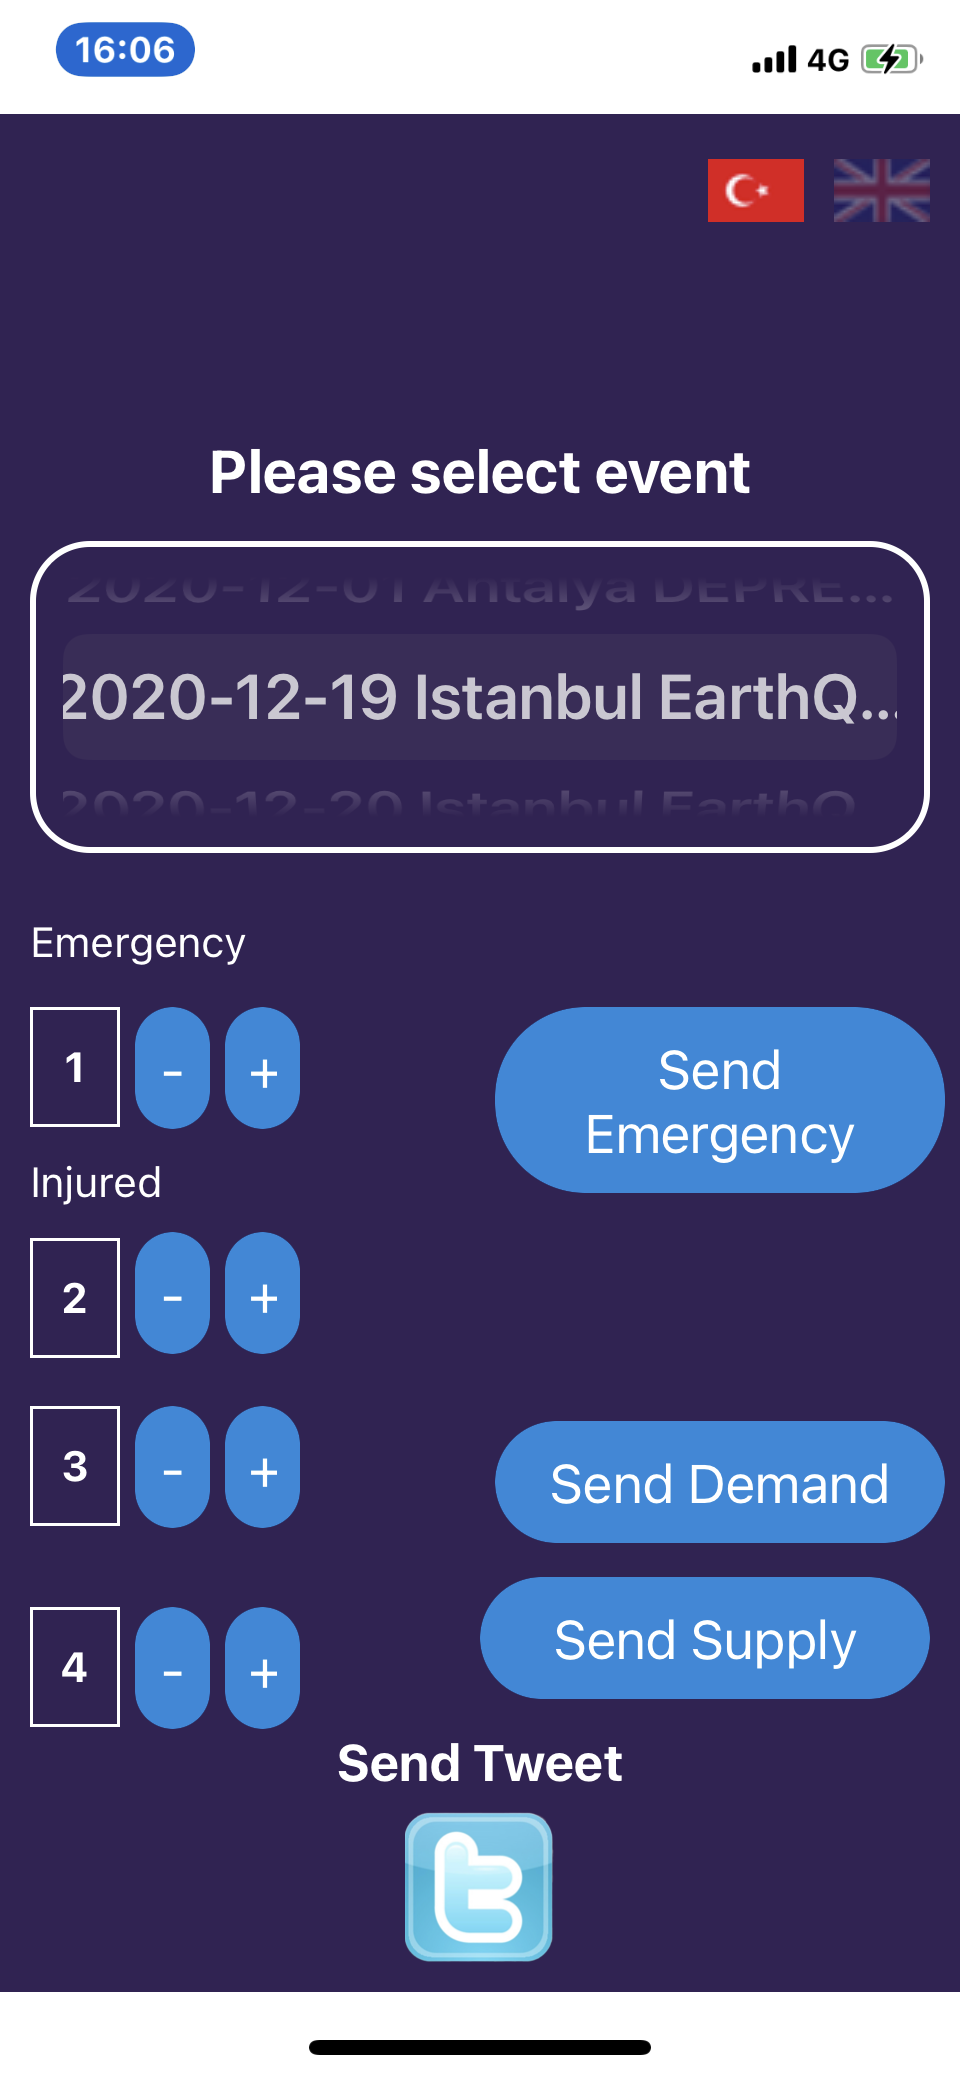 16:06
4G
Please select event
2020-12-01 Antalya DEPRE...
2020-12-19 Istanbul EarthQ...
2020-12-20 Istanbul EarthQ
Emergency
1 - +
Send
Emergency
Injured
2 - +
3 - +
Send Demand
4 - +
Send Supply
Send Tweet